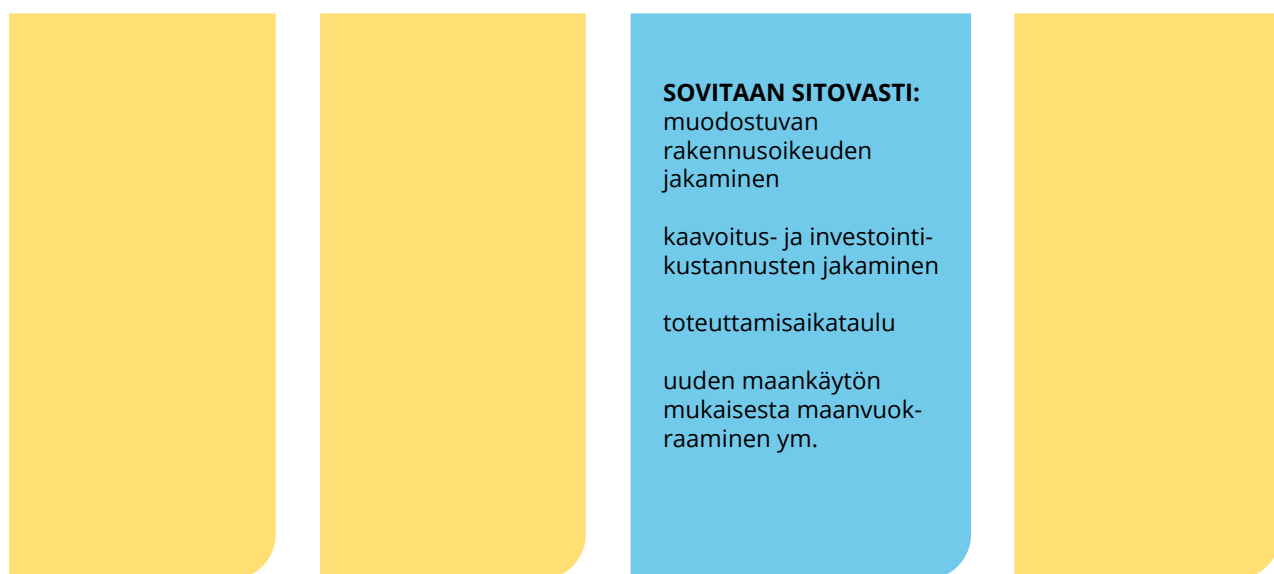 SOVITAAN SITOVASTI:
muodostuvan
rakennusoikeuden
jakaminen
kaavoitus- ja investointi-
kustannusten jakaminen
toteuttamisaikataulu
uuden maankäytön
mukaisesta maanvuok-
raaminen ym.